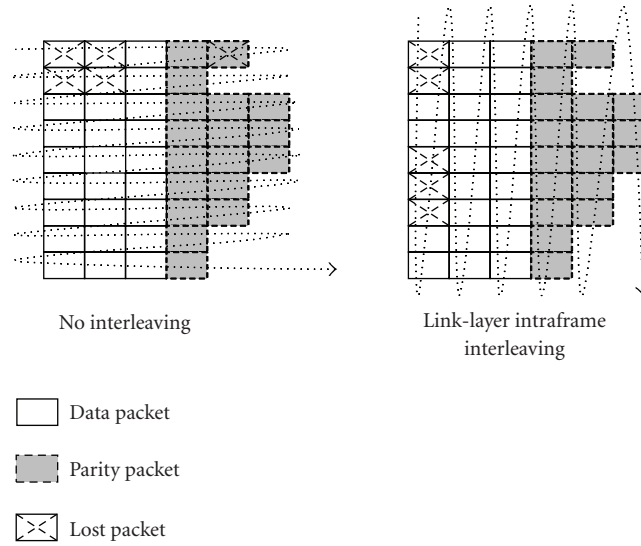 No interleaving
Link-layer intraframe
interleaving
Data packet
Parity packet
Lost packet